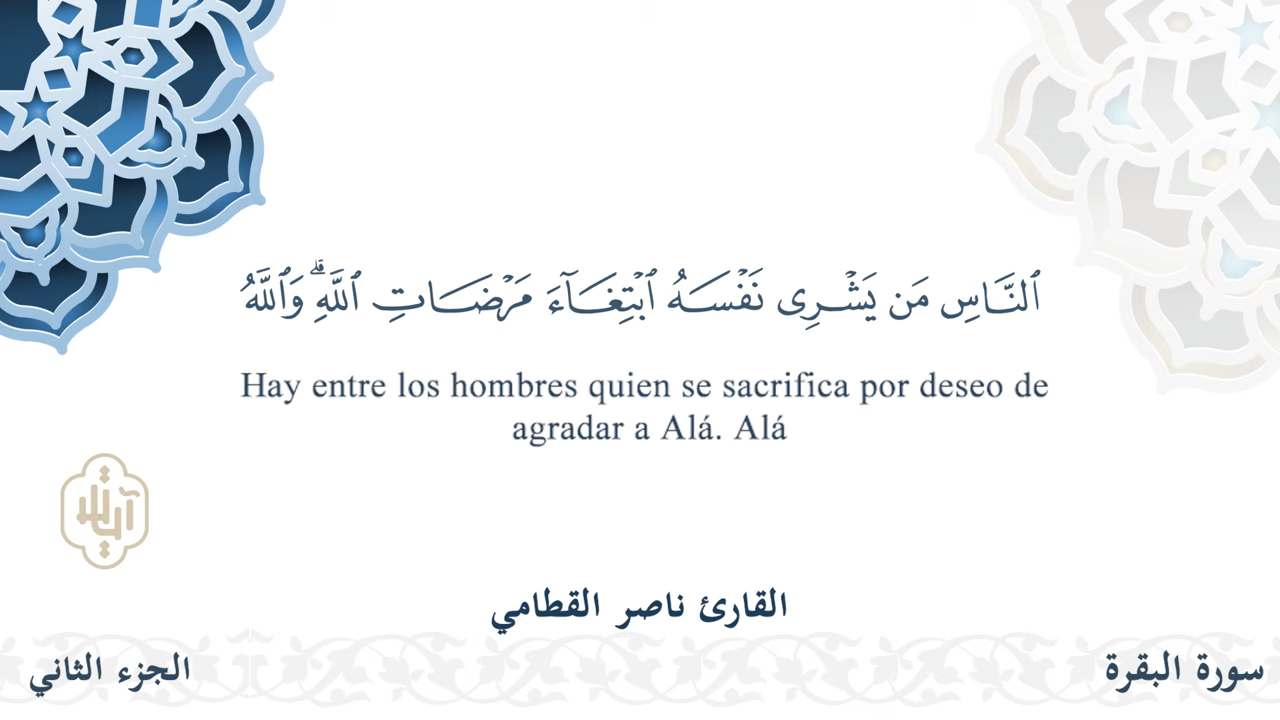 ٱلنَّاسِ مَن يَشْرِى نَفْسَهُ ٱبْتِغَآءَ مَرْضَاتِ ٱللَّهِ ۗ وَٱللَّهُ
Hay entre los hombres quien se sacrifica por deseo de
agradar a Alá. Alá
القارئ ناصر القطامي
سورة البقرة
الجزء الثاني